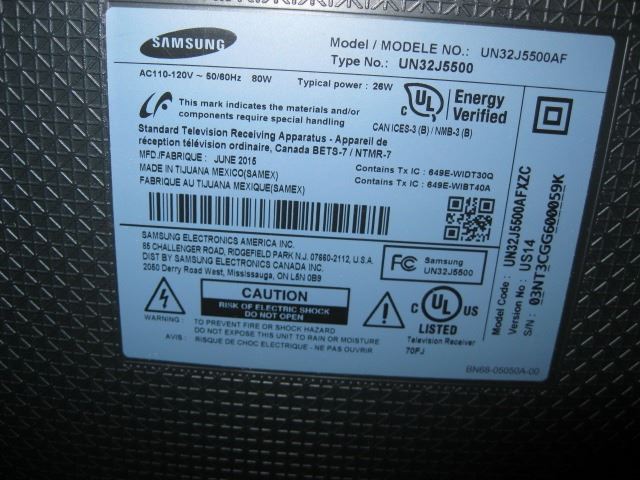 SAMSUNG
Model / MODELE NO.: UN32J5500AF
Type No.: UN32J5500
AC110-120V ~ 50/60Hz 80W Typical power : 26W
This mark indicates the materials and/or
components require special handling
C UL US
Energy
Verified
CAN ICES-3 (B) / NMB-3 (B)
Standard Television Receiving Apparatus - Appareil de
réception télévision ordinaire, Canada BETS-7 / NTMR-7
MFD./FABRIQUE : JUNE 2015
MADE IN TIJUANA MEXICO(SAMEX)
FABRIQUE AU TIJUANA MEXIQUE(SAMEX)
Contains Tx IC : 649E-WIDT30Q
Contains Tx IC : 649E-WIBT40A
SAMSUNG ELECTRONICS AMERICA INC.
85 CHALLENGER ROAD, RIDGEFIELD PARK N.J. 07660-2112, U.S.A.
DIST BY SAMSUNG ELECTRONICS CANADA INC.
2050 Derry Road West, Mississauga, ON L5N 0B9
FC Samsung
UN32J5500
CAUTION
RISK OF ELECTRIC SHOCK
DO NOT OPEN
WARNING : TO PREVENT FIRE OR SHOCK HAZARD
DO NOT EXPOSE THIS UNIT TO RAIN OR MOISTURE
AVIS : RISQUE DE CHOC ELECTRIQUE - NE PAS OUVRIR
C UL US
LISTED
Television Receiver
70FJ
BN68-05050A-00
Model Code : UN32J5500AFXZC
Version No : US14
S/N : 03NT3CGG600059K